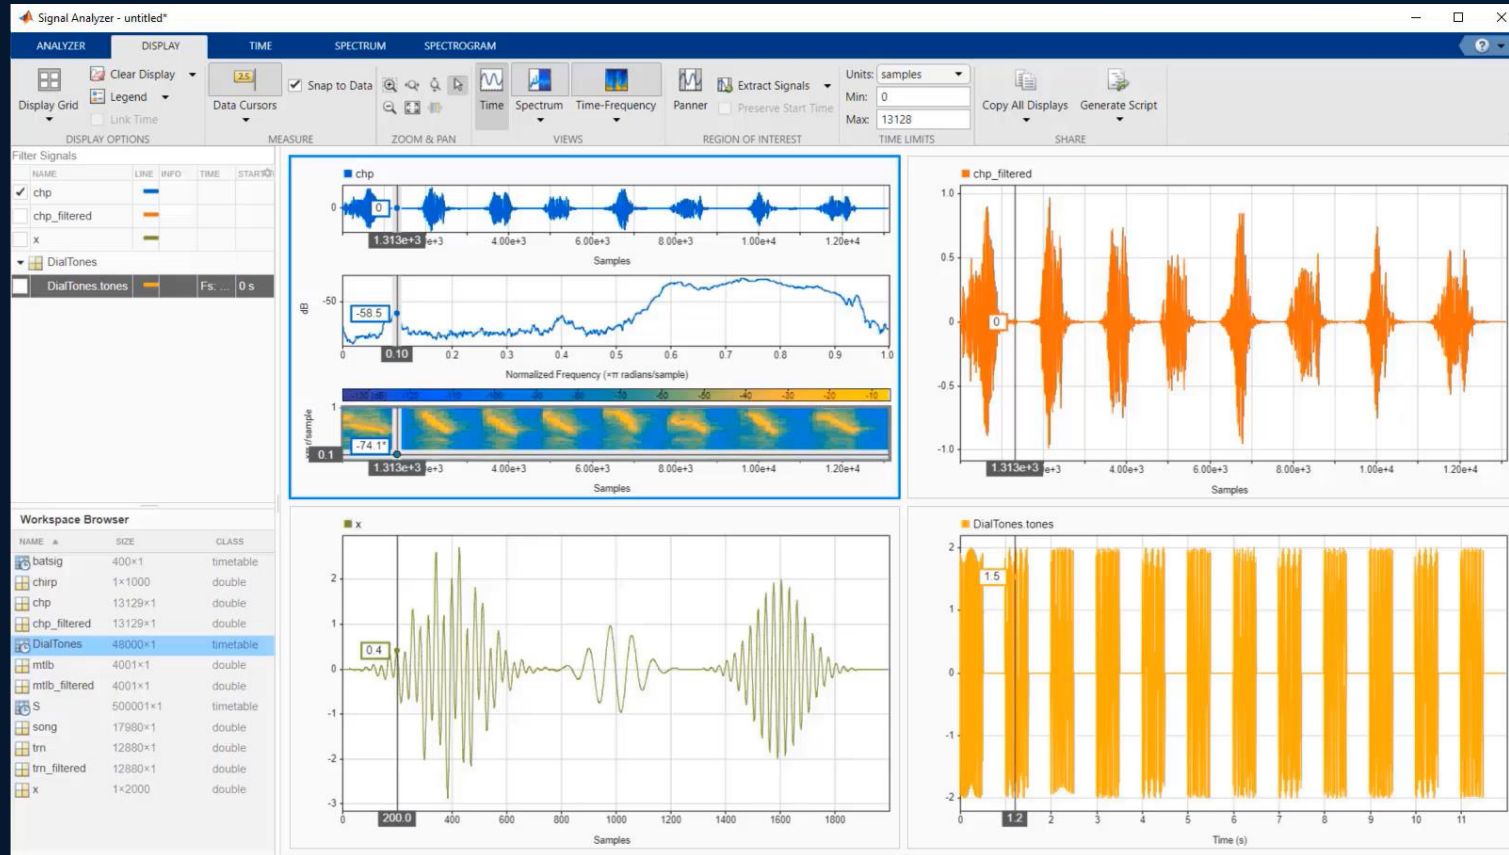 Signal Analyzer - untitled*
ANALYZER DISPLAY TIME SPECTRUM SPECTROGRAM
Display Grid
Clear Display
Legend
Link Time
DISPLAY OPTIONS
2.5
Data Cursors
Snap to Data
MEASURE
ZOOM & PAN
Time Spectrum Time-Frequency
VIEWS
Panner
Extract Signals
Preserve Start Time
REGION OF INTEREST
Units: samples
Min: 0
Max: 13128
TIME LIMITS
Copy All Displays Generate Script
SHARE
Filter Signals
NAME LINE INFO TIME START
chp
chp_filtered
x
DialTones
DialTones.tones Fs: ... 0 s
Workspace Browser
NAME SIZE CLASS
batsig 400×1 timetable
chirp 1×1000 double
chp 13129×1 double
chp_filtered 13129×1 double
DialTones 48000×1 timetable
mtlb 4001×1 double
mtlb_filtered 4001×1 double
S 500001×1 timetable
song 17980×1 double
trn 12880×1 double
trn_filtered 12880×1 double
x 1×2000 double
chp
0
0
1.313e+3 e+3 4.00e+3 6.00e+3 8.00e+3 1.00e+4 1.20e+4
Samples
dB
-50
-58.5
0 0.10 0.2 0.3 0.4 0.5 0.6 0.7 0.8 0.9 1.0
Normalized Frequency (×π radians/sample)
-60 -50 -40 -30 -20 -10
1
r/sample
-74.1*
0.1
1.313e+3 e+3 4.00e+3 6.00e+3 8.00e+3 1.00e+4 1.20e+4
Samples
chp_filtered
1.0
0.5
0
0
-0.5
-1.0
1.313e+3 e+3 4.00e+3 6.00e+3 8.00e+3 1.00e+4 1.20e+4
Samples
x
2
1
0.4
0
-1
-2
-3
0 200.0 400 600 800 1000 1200 1400 1600 1800
Samples
DialTones.tones
2
1.5
1
0
-1
-2
0 1.2 2 3 4 5 6 7 8 9 10 11
Time (s)